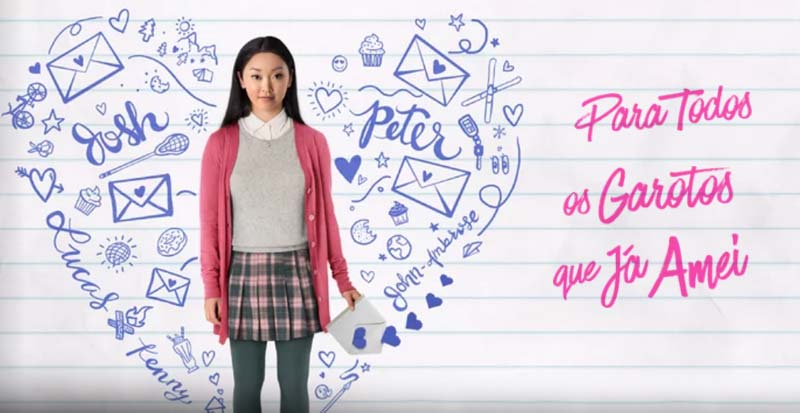 Josh
Peter
Lucas
John-Ambrose
Kenny
Para Todos
os Garotos
que Já Amei